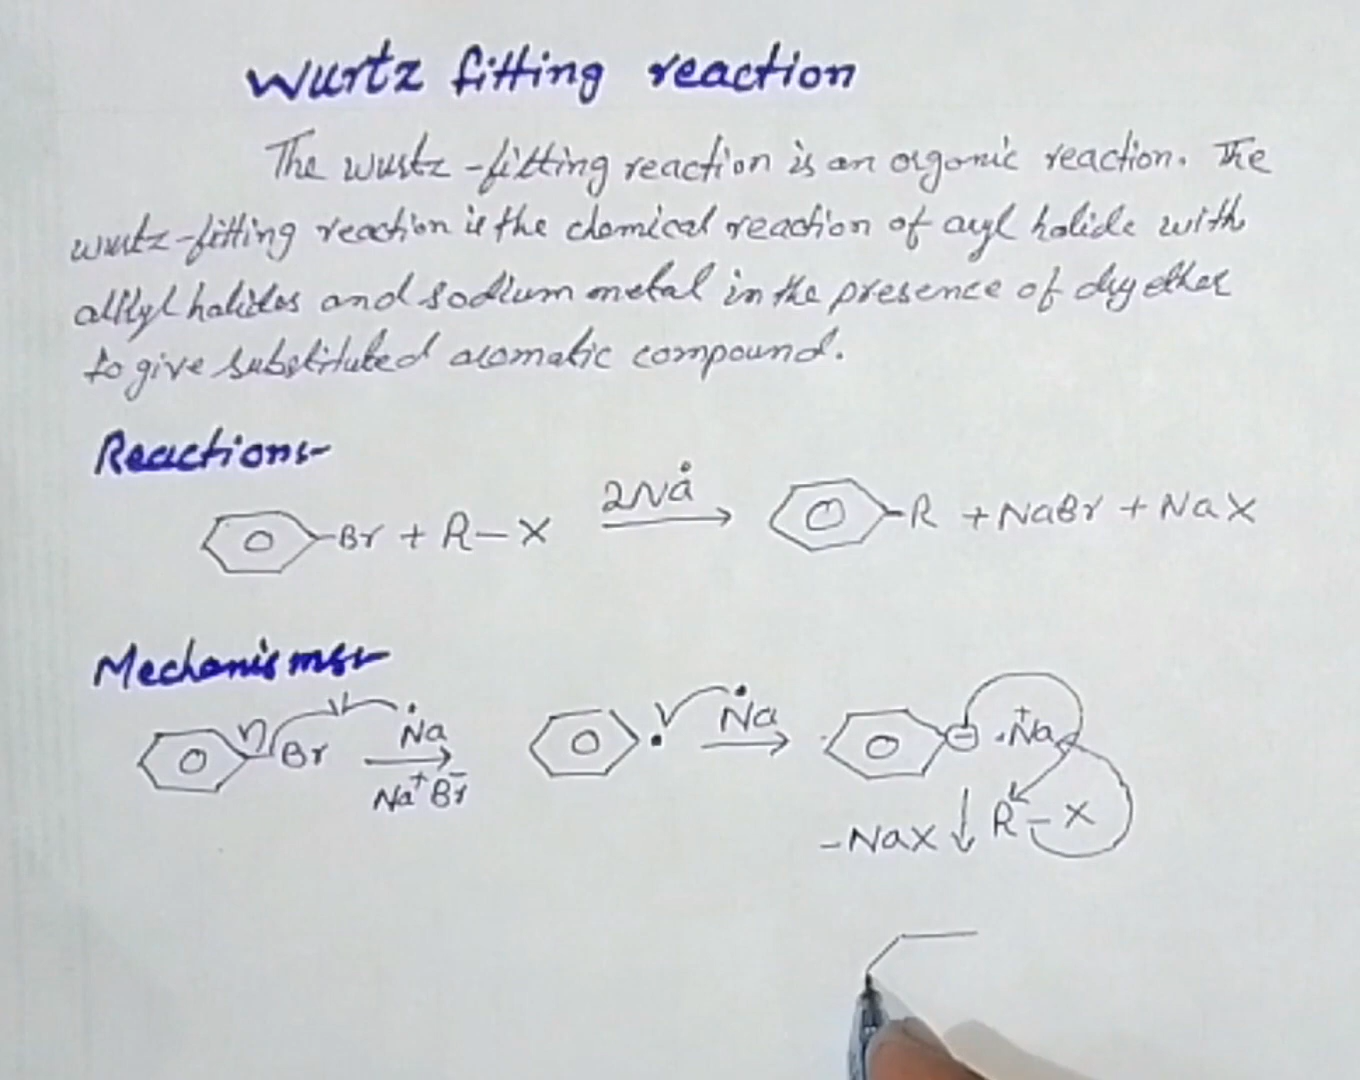 Wurtz fitting reaction
The wurtz-fitting reaction is an organic reaction. The
wurtz-fitting reaction is the chemical reaction of aryl halide with
alkyl halides and sodium metal in the presence of dry ether
to give substituted aromatic compound.
Reactions-
Br + R-X 2Na R + NaBr + NaX
Mechanisms-
Br Na Na⁺Br⁻ Na ⊖ .⁺Na
-NaX ↓ R-X